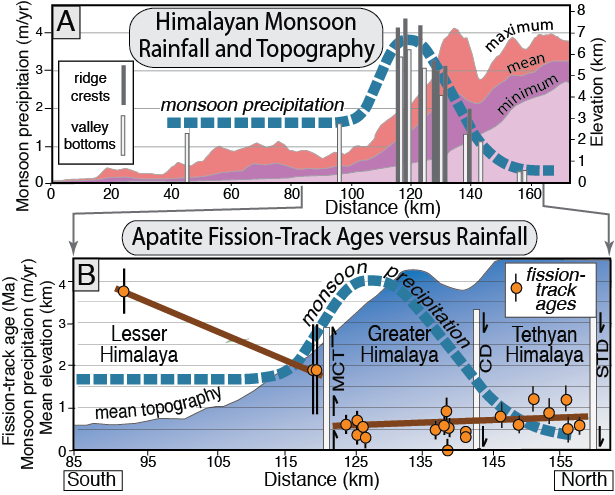 A
Himalayan Monsoon
Rainfall and Topography
maximum
mean
minimum
ridge
crests
valley
bottoms
monsoon precipitation
Monsoon precipitaion (m/yr)
4
3
2
1
0
Elevation (km)
8
7
6
5
4
3
2
1
0
0 20 40 60 80 100 120 140 160
Distance (km)
Apatite Fission-Track Ages versus Rainfall
B
monsoon precipitation
fission-
track
ages
Lesser
Himalaya
Greater
Himalaya
Tethyan
Himalaya
MCT
CD
STD
mean topography
Fission-track age (Ma)
Monsoon precipitaion (m/yr)
Mean elevation (km)
4
3
2
1
0
85 95 105 115 125 135 145 155
South
Distance (km)
North